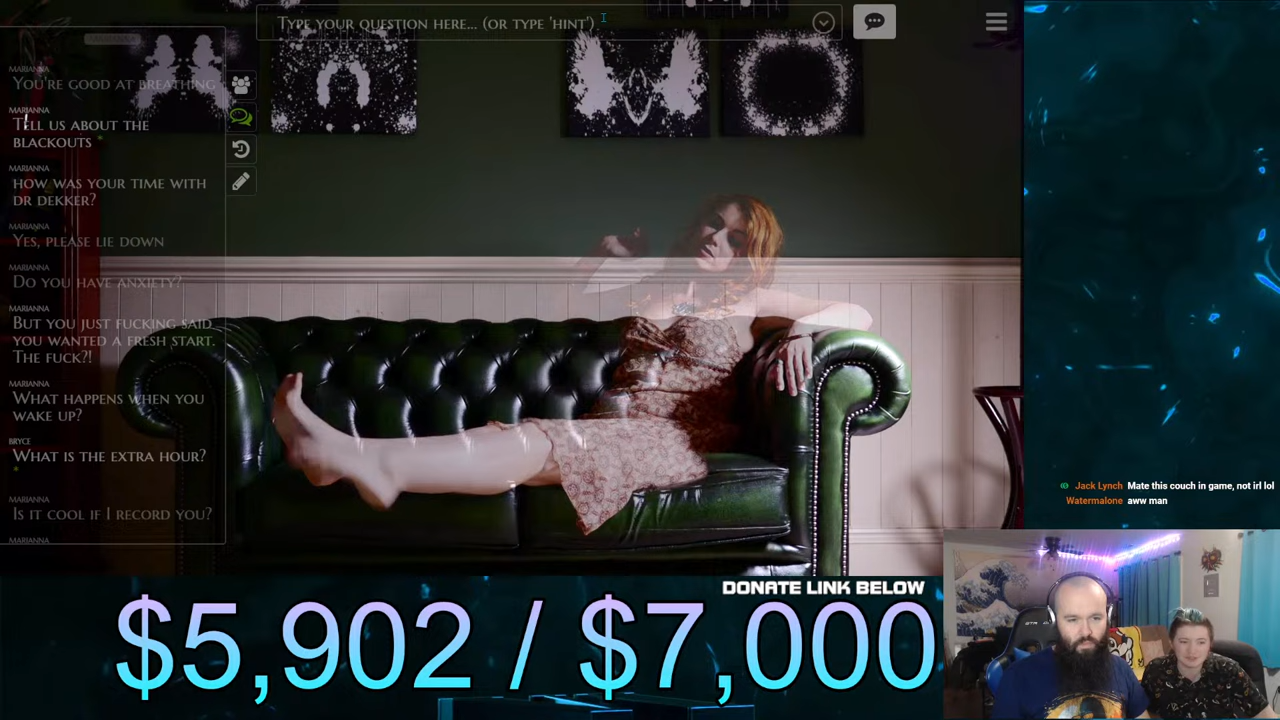 Type your question here... (or type 'hint')
MARIANNA
You're good at breathing
MARIANNA
Tell us about the
blackouts *
MARIANNA
how was your time with
dr dekker?
MARIANNA
Yes, please lie down
MARIANNA
Do you have anxiety?
MARIANNA
But you just fucking said
you wanted a fresh start.
The fuck?!
MARIANNA
What happens when you
wake up?
BRYCE
What is the extra hour?
*
MARIANNA
Is it cool if I record you?
MARIANNA
Jack Lynch Mate this couch in game, not irl lol
Watermalone aww man
DONATE LINK BELOW
$5,902 / $7,000